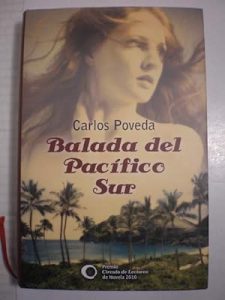 Carlos Poveda
Balada del
Pacífico
Sur
Premio
Círculo de Lectores
de Novela 2010